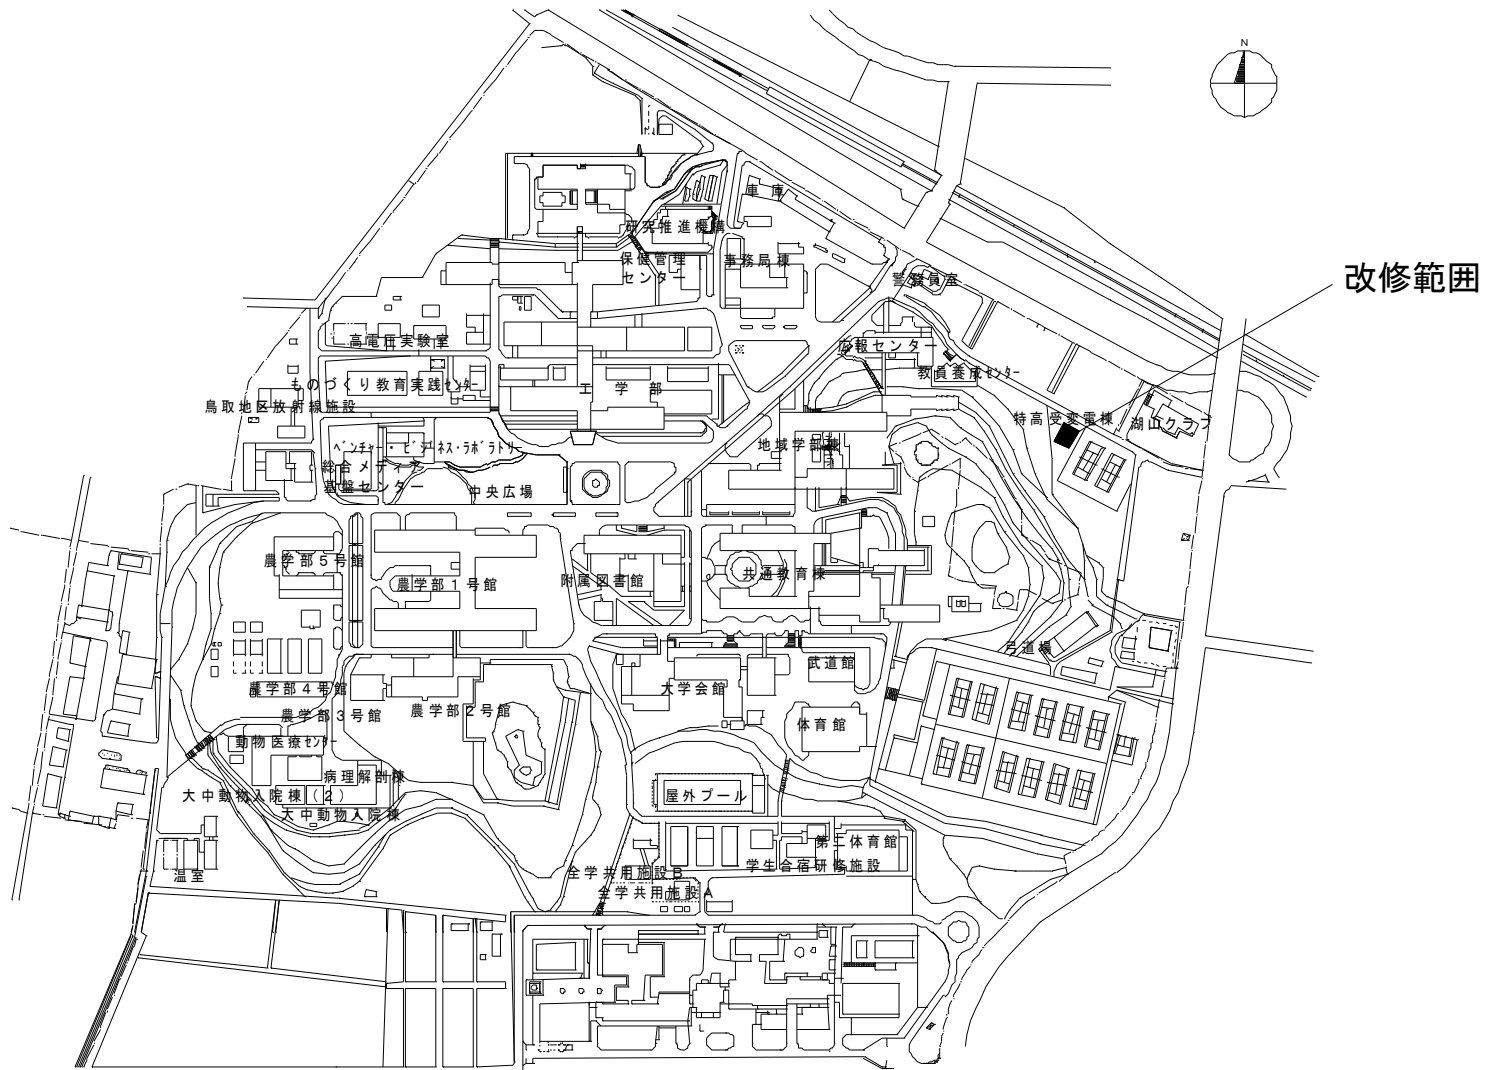 N
車庫
研究推進機構
保健管理
センター
事務局棟
警務員室
改修範囲
高電圧実験室
広報センター
教員養成センター
ものづくり教育実践センター
工学部
鳥取地区放射線施設
特高受変電棟
湖山クラブ
ベンチャー・ビジネス・ラボラトリー
地域学部棟
総合メディア
基盤センター
中央広場
農学部5号館
農学部1号館
附属図書館
共通教育棟
弓道場
武道館
農学部4号館
大学会館
農学部3号館
農学部2号館
体育館
動物医療センター
病理解剖棟
大中動物入院棟(2)
屋外プール
大中動物入院棟
第二体育館
学生合宿研修施設
温室
全学共用施設B
全学共用施設A